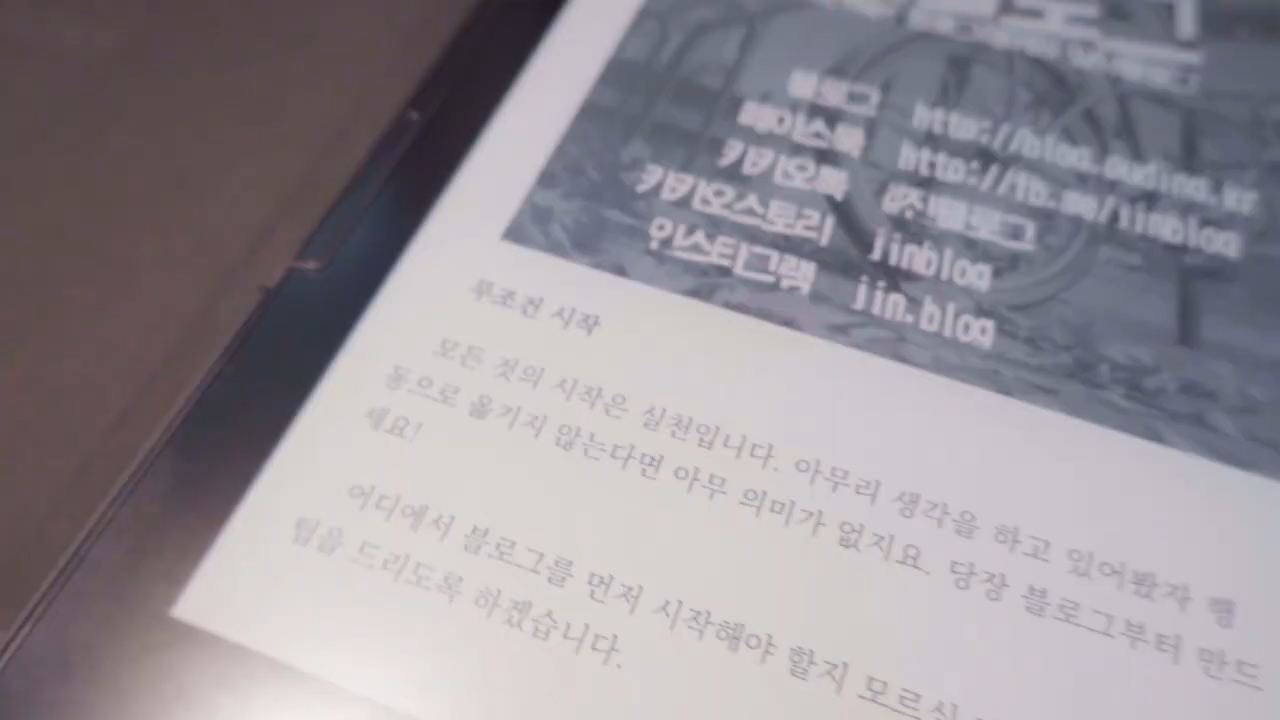 블로그
블로그 http://blog.ouding.kr
페이스북 http://fb.me/jinblog
카카오톡 @진블로그
카카오스토리 jinblog
인스타그램 jin.blog
무조건 시작
모든 것의 시작은 실천입니다. 아무리 생각을 하고 있어봤자 행
동으로 옮기지 않는다면 아무 의미가 없지요. 당장 블로그부터 만드
세요!
어디에서 블로그를 먼저 시작해야 할지 모르신
팁을 드리도록 하겠습니다.